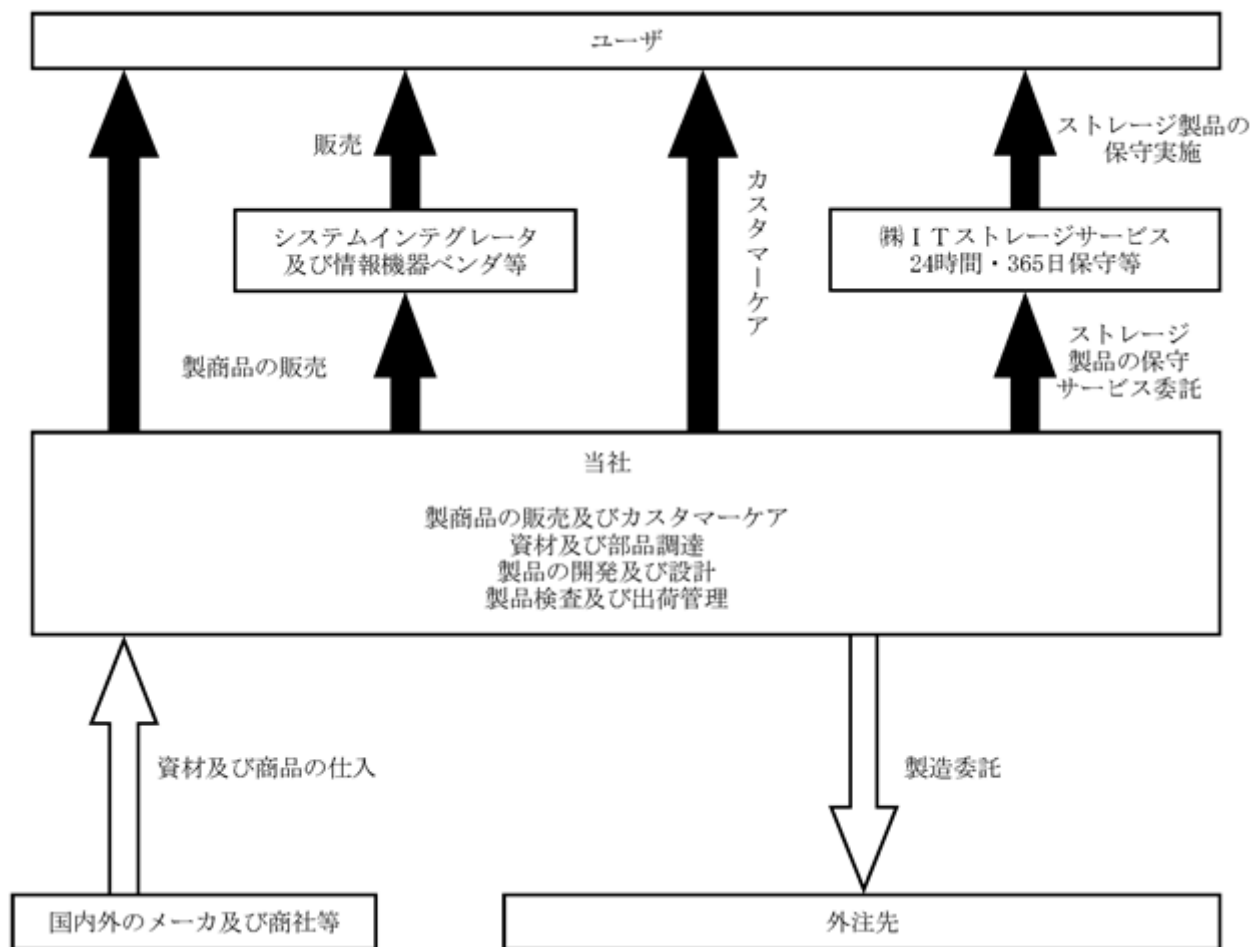 ユーザ
販売
ストレージ製品の
保守実施
カスタマーケア
システムインテグレータ
及び情報機器ベンダ等
㈱ＩＴストレージサービス
24時間・365日保守等
製商品の販売
ストレージ
製品の保守
サービス委託
当社
製商品の販売及びカスタマーケア
資材及び部品調達
製品の開発及び設計
製品検査及び出荷管理
資材及び商品の仕入
製造委託
国内外のメーカ及び商社等
外注先